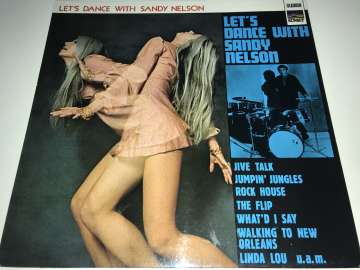 LET'S DANCE WITH SANDY NELSON
LET'S
DANCE WITH
SANDY
NELSON
JIVE TALK
JUMPIN' JUNGLES
ROCK HOUSE
THE FLIP
WHAT'D I SAY
WALKING TO NEW
ORLEANS
LINDA LOU u.a.m.